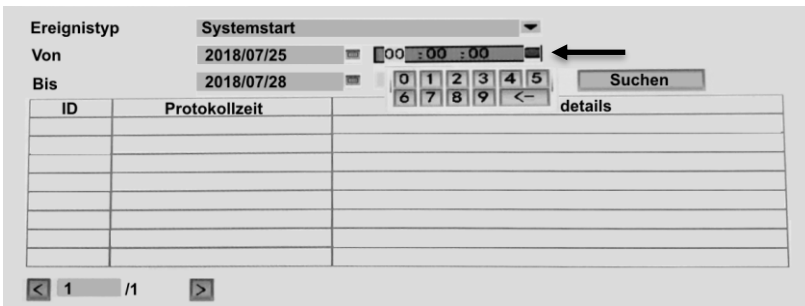 Ereignistyp Systemstart
Von 2018/07/25 00 :00 :00
Bis 2018/07/28 Suchen
0 1 2 3 4 5
6 7 8 9 <-
ID Protokollzeit details
< 1 /1 >